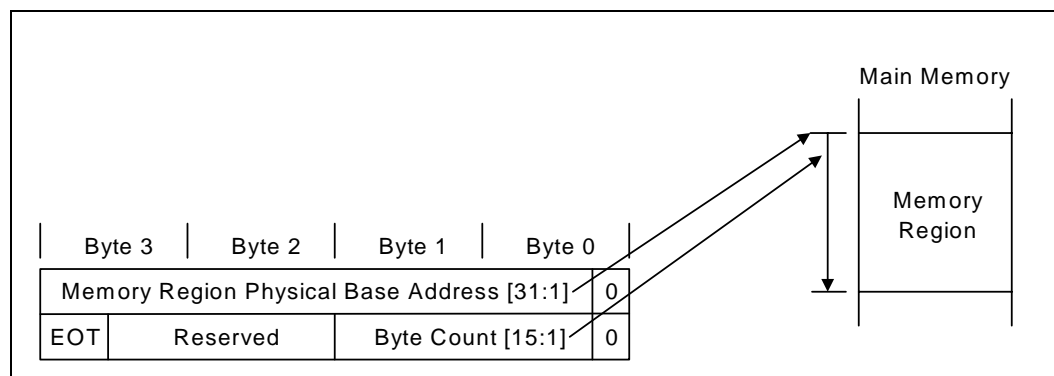 Main Memory
Memory
Region
Byte 3 Byte 2 Byte 1 Byte 0
Memory Region Physical Base Address [31:1] 0
EOT Reserved Byte Count [15:1] 0